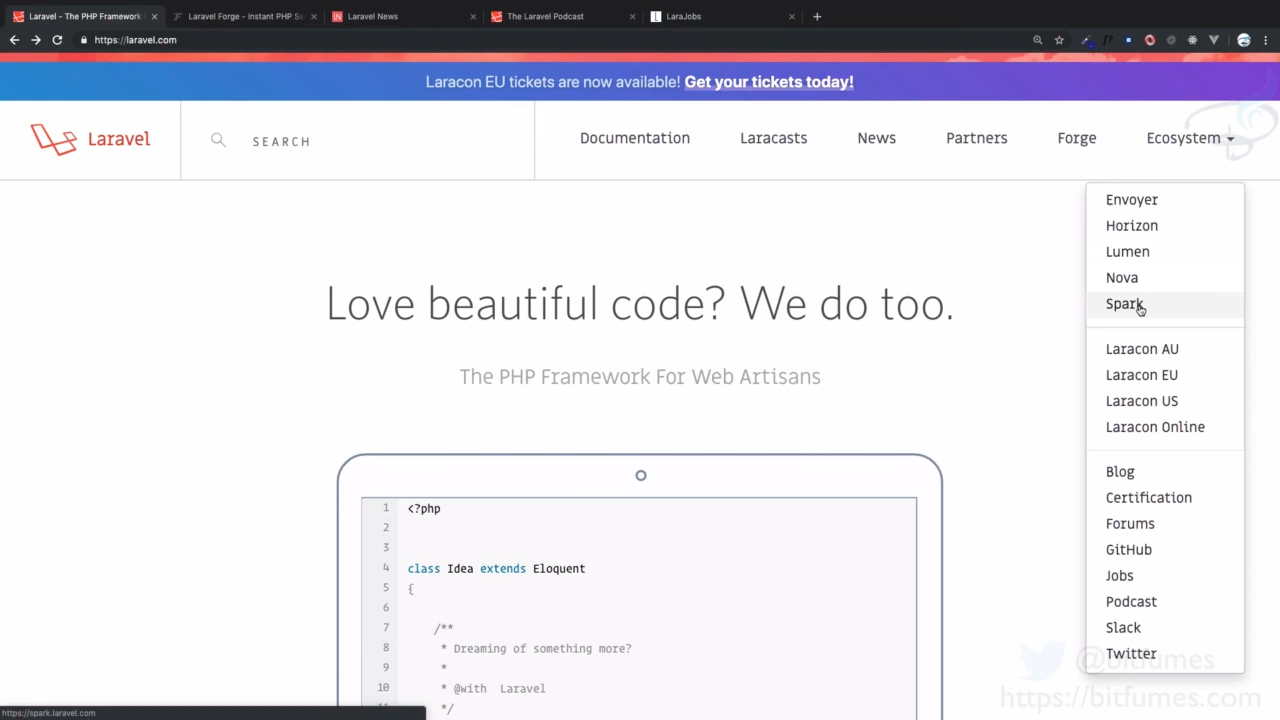 Laravel - The PHP Framework
Laravel Forge - Instant PHP Se
Laravel News
The Laravel Podcast
LaraJobs
https://laravel.com
Laracon EU tickets are now available! Get your tickets today!
Laravel
SEARCH
Documentation
Laracasts
News
Partners
Forge
Ecosystem
Envoyer
Horizon
Lumen
Nova
Spark
Laracon AU
Laracon EU
Laracon US
Laracon Online
Blog
Certification
Forums
GitHub
Jobs
Podcast
Slack
Twitter
Love beautiful code? We do too.
The PHP Framework For Web Artisans
1 <?php
2
3
4 class Idea extends Eloquent
5 {
6
7 /**
8 * Dreaming of something more?
9 *
10 * @with Laravel
11 */
@bitfumes
https://bitfumes.com
https://spark.laravel.com